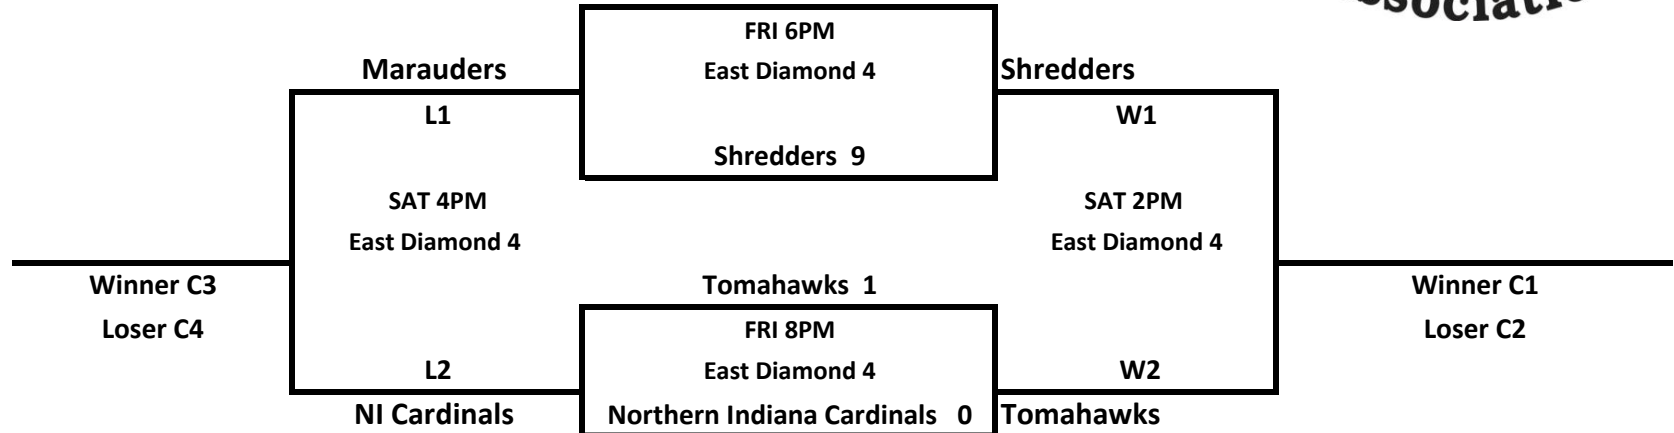 ssociatio
FRI 6PM
Marauders East Diamond 4 Shredders
L1 W1
Shredders 9
SAT 4PM SAT 2PM
East Diamond 4 East Diamond 4
Winner C3 Tomahawks 1 Winner C1
Loser C4 FRI 8PM Loser C2
L2 East Diamond 4 W2
NI Cardinals Northern Indiana Cardinals 0 Tomahawks